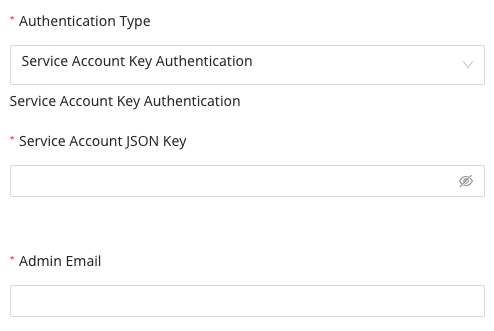 * Authentication Type
Service Account Key Authentication
Service Account Key Authentication
* Service Account JSON Key
* Admin Email